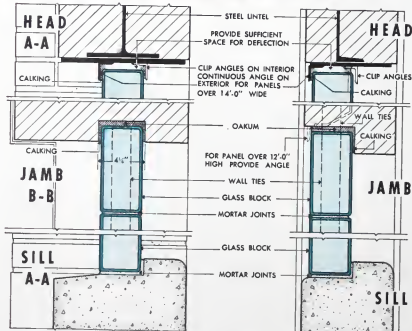 HEAD
A-A
STEEL LINTEL
PROVIDE SUFFICIENT
SPACE FOR DEFLECTION
CLIP ANGLES ON INTERIOR
CONTINUOUS ANGLE ON
EXTERIOR FOR PANELS
OVER 14'-0" WIDE
CALKING
HEAD
CLIP ANGLES
CALKING
OAKUM
WALL TIES
CALKING
CALKING
FOR PANEL OVER 12'-0"
HIGH PROVIDE ANGLE
JAMB
B-B
WALL TIES
GLASS BLOCK
MORTAR JOINTS
JAMB
SILL
A-A
GLASS BLOCK
MORTAR JOINTS
SILL